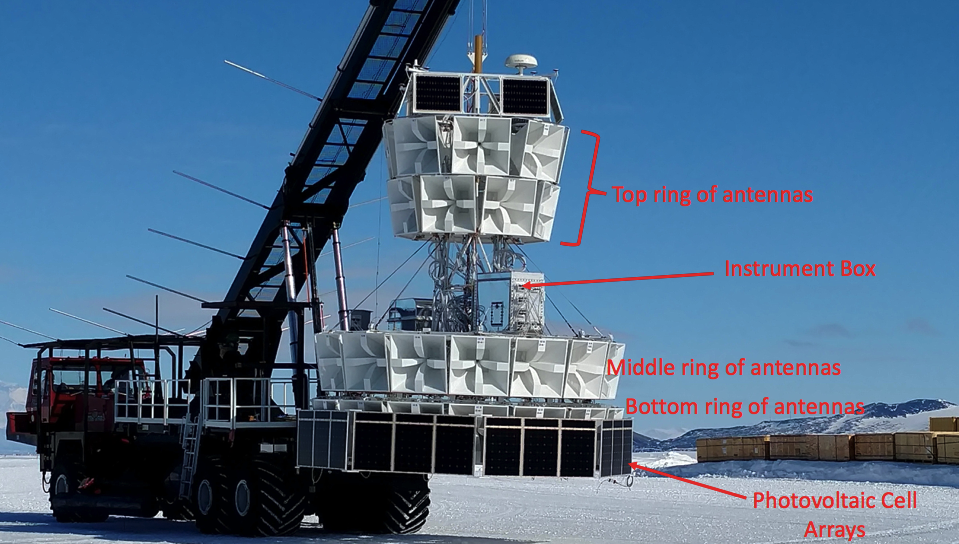 Top ring of antennas
Instrument Box
Middle ring of antennas
Bottom ring of antennas
Photovoltaic Cell
Arrays